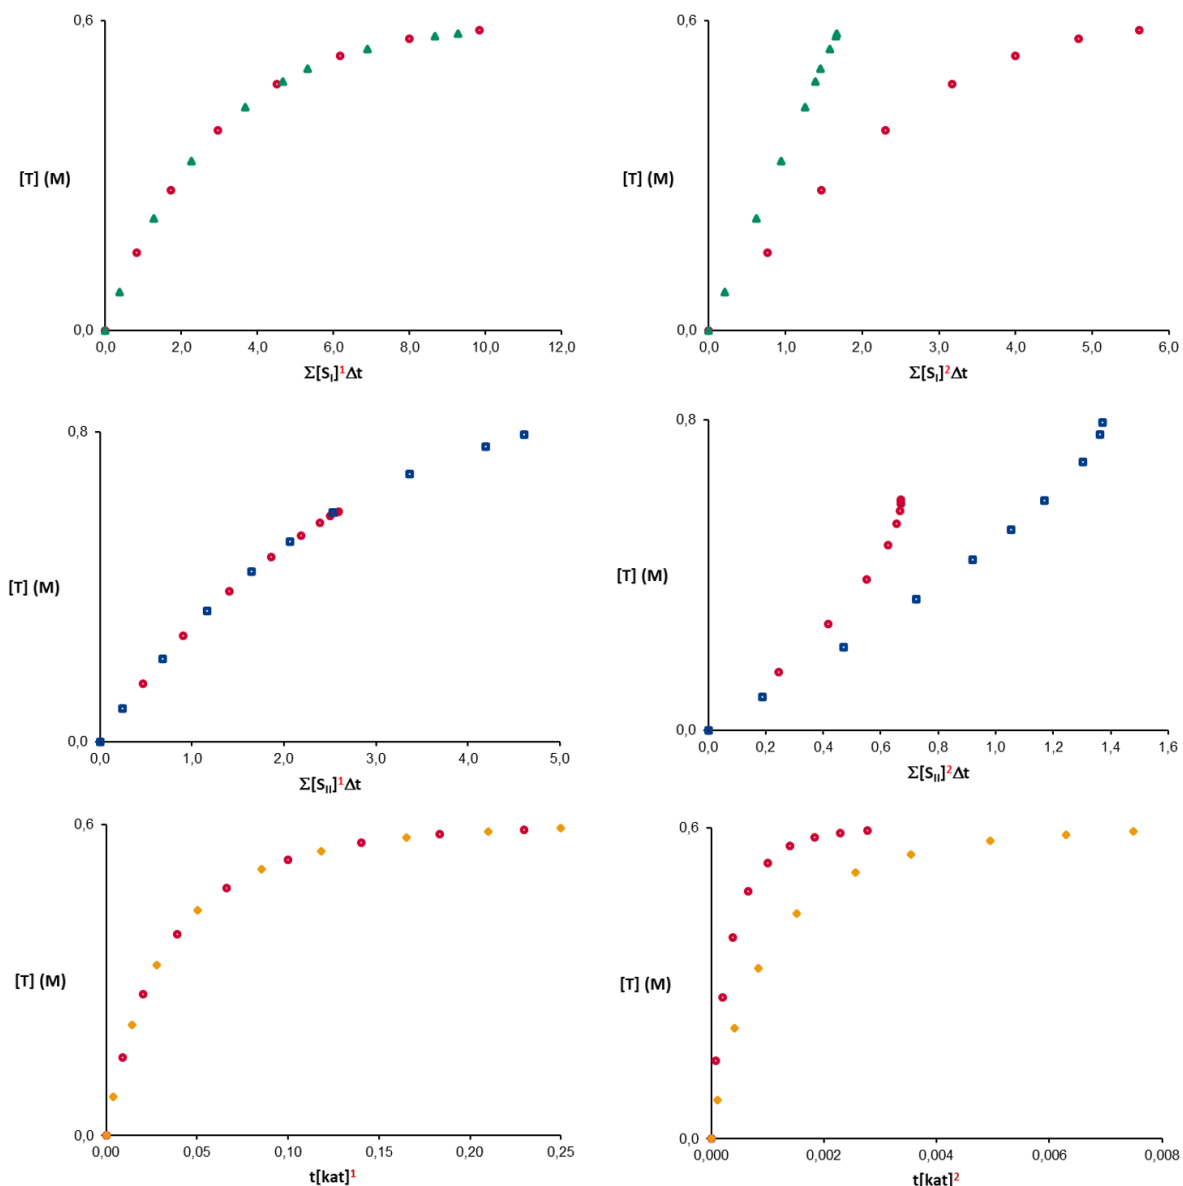 0,6
[T] (M)
0,0
0,0 2,0 4,0 6,0 8,0 10,0 12,0
Σ[S_I]¹Δt
0,6
[T] (M)
0,0
0,0 1,0 2,0 3,0 4,0 5,0 6,0
Σ[S_I]²Δt
0,8
[T] (M)
0,0
0,0 1,0 2,0 3,0 4,0 5,0
Σ[S_II]¹Δt
0,8
[T] (M)
0,0
0,0 0,2 0,4 0,6 0,8 1,0 1,2 1,4 1,6
Σ[S_II]²Δt
0,6
[T] (M)
0,0
0,00 0,05 0,10 0,15 0,20 0,25
t[kat]¹
0,6
[T] (M)
0,0
0,000 0,002 0,004 0,006 0,008
t[kat]²